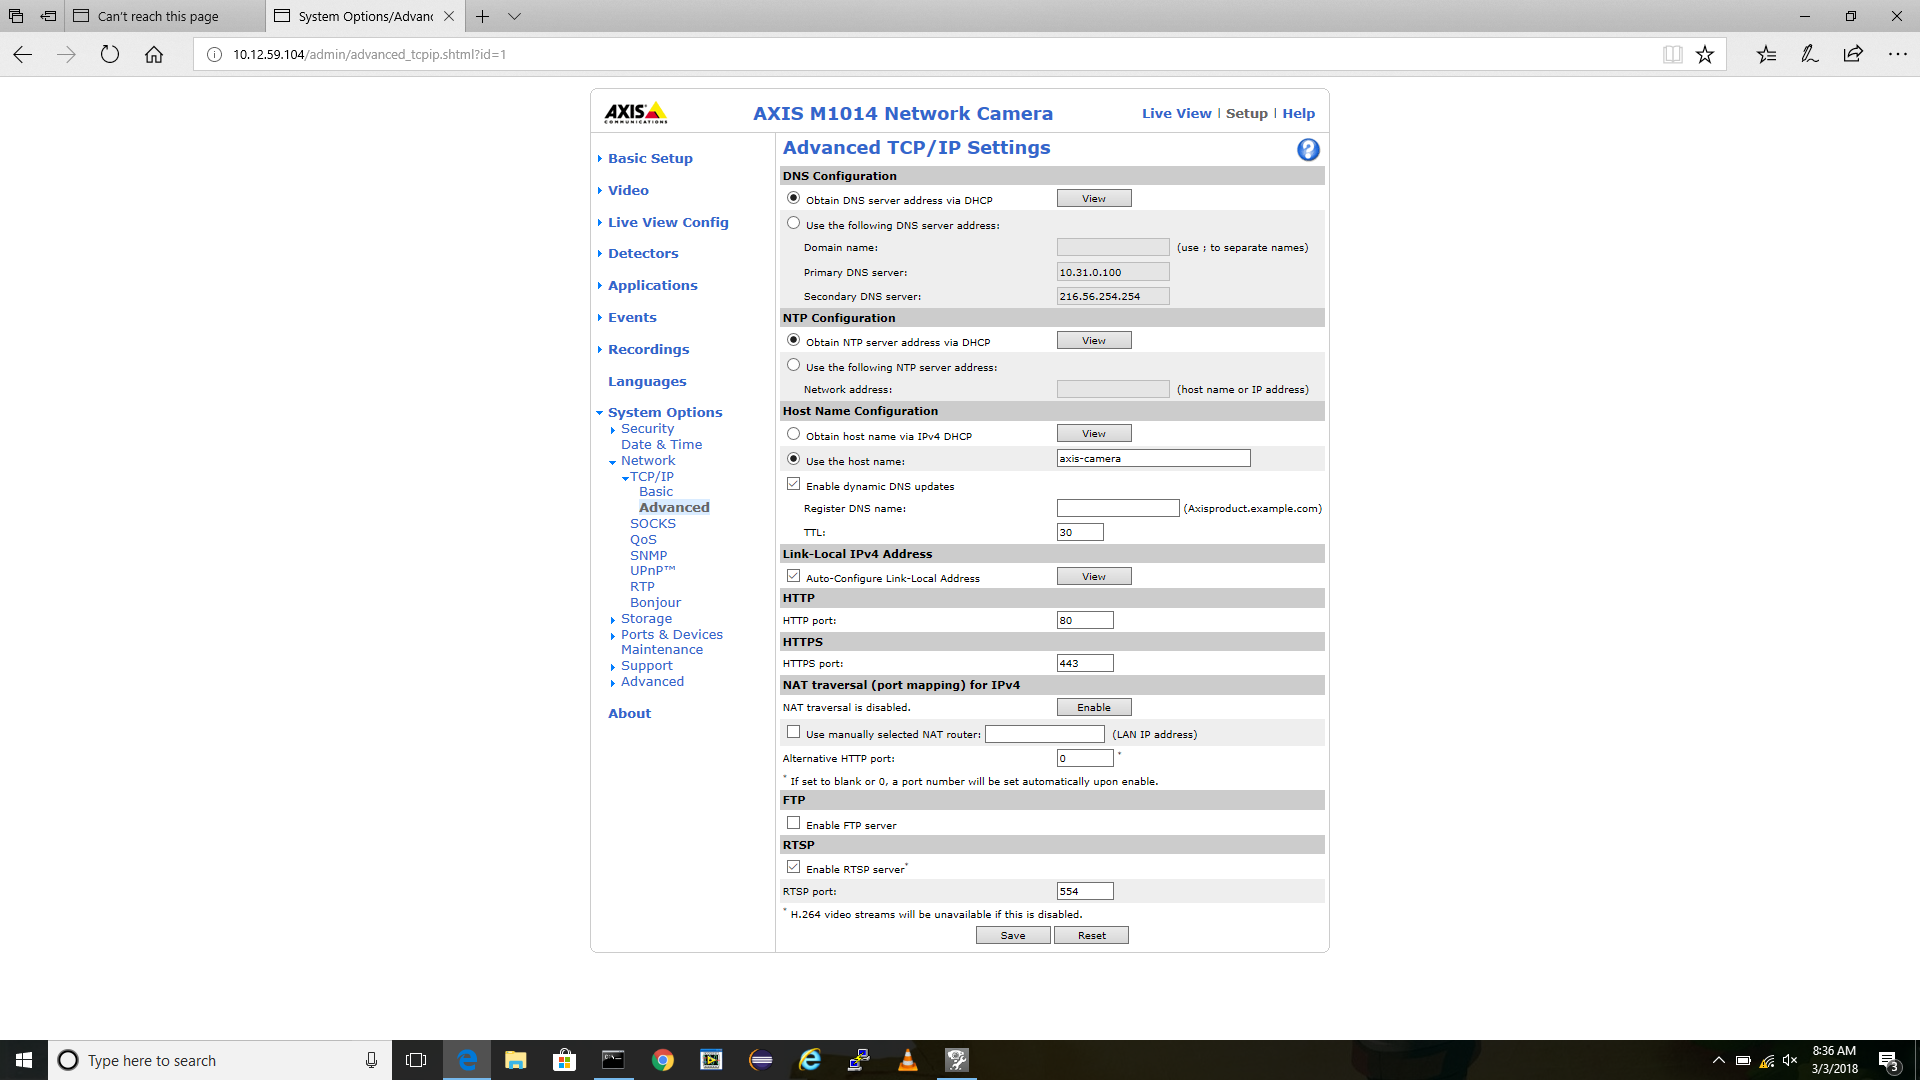 Can't reach this page
System Options/Advanc
10.12.59.104/admin/advanced_tcpip.shtml?id=1
AXIS
COMMUNICATIONS
AXIS M1014 Network Camera
Live View | Setup | Help
Basic Setup
Video
Live View Config
Detectors
Applications
Events
Recordings
Languages
System Options
Security
Date & Time
Network
TCP/IP
Basic
Advanced
SOCKS
QoS
SNMP
UPnP™
RTP
Bonjour
Storage
Ports & Devices
Maintenance
Support
Advanced
About
Advanced TCP/IP Settings
?
DNS Configuration
Obtain DNS server address via DHCP View
Use the following DNS server address:
Domain name: (use ; to separate names)
Primary DNS server: 10.31.0.100
Secondary DNS server: 216.56.254.254
NTP Configuration
Obtain NTP server address via DHCP View
Use the following NTP server address:
Network address: (host name or IP address)
Host Name Configuration
Obtain host name via IPv4 DHCP View
Use the host name: axis-camera
Enable dynamic DNS updates
Register DNS name: (Axisproduct.example.com)
TTL: 30
Link-Local IPv4 Address
Auto-Configure Link-Local Address View
HTTP
HTTP port: 80
HTTPS
HTTPS port: 443
NAT traversal (port mapping) for IPv4
NAT traversal is disabled. Enable
Use manually selected NAT router: (LAN IP address)
Alternative HTTP port: 0 *
* If set to blank or 0, a port number will be set automatically upon enable.
FTP
Enable FTP server
RTSP
Enable RTSP server*
RTSP port: 554
* H.264 video streams will be unavailable if this is disabled.
Save Reset
Type here to search
8:36 AM
3/3/2018
3